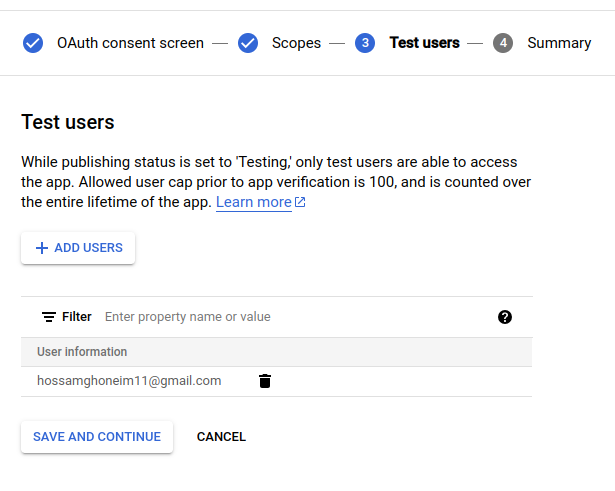 OAuth consent screen — Scopes — 3 Test users — 4 Summary
Test users
While publishing status is set to 'Testing,' only test users are able to access
the app. Allowed user cap prior to app verification is 100, and is counted over
the entire lifetime of the app. Learn more
+ ADD USERS
Filter Enter property name or value ?
User information
hossamghoneim11@gmail.com
SAVE AND CONTINUE CANCEL